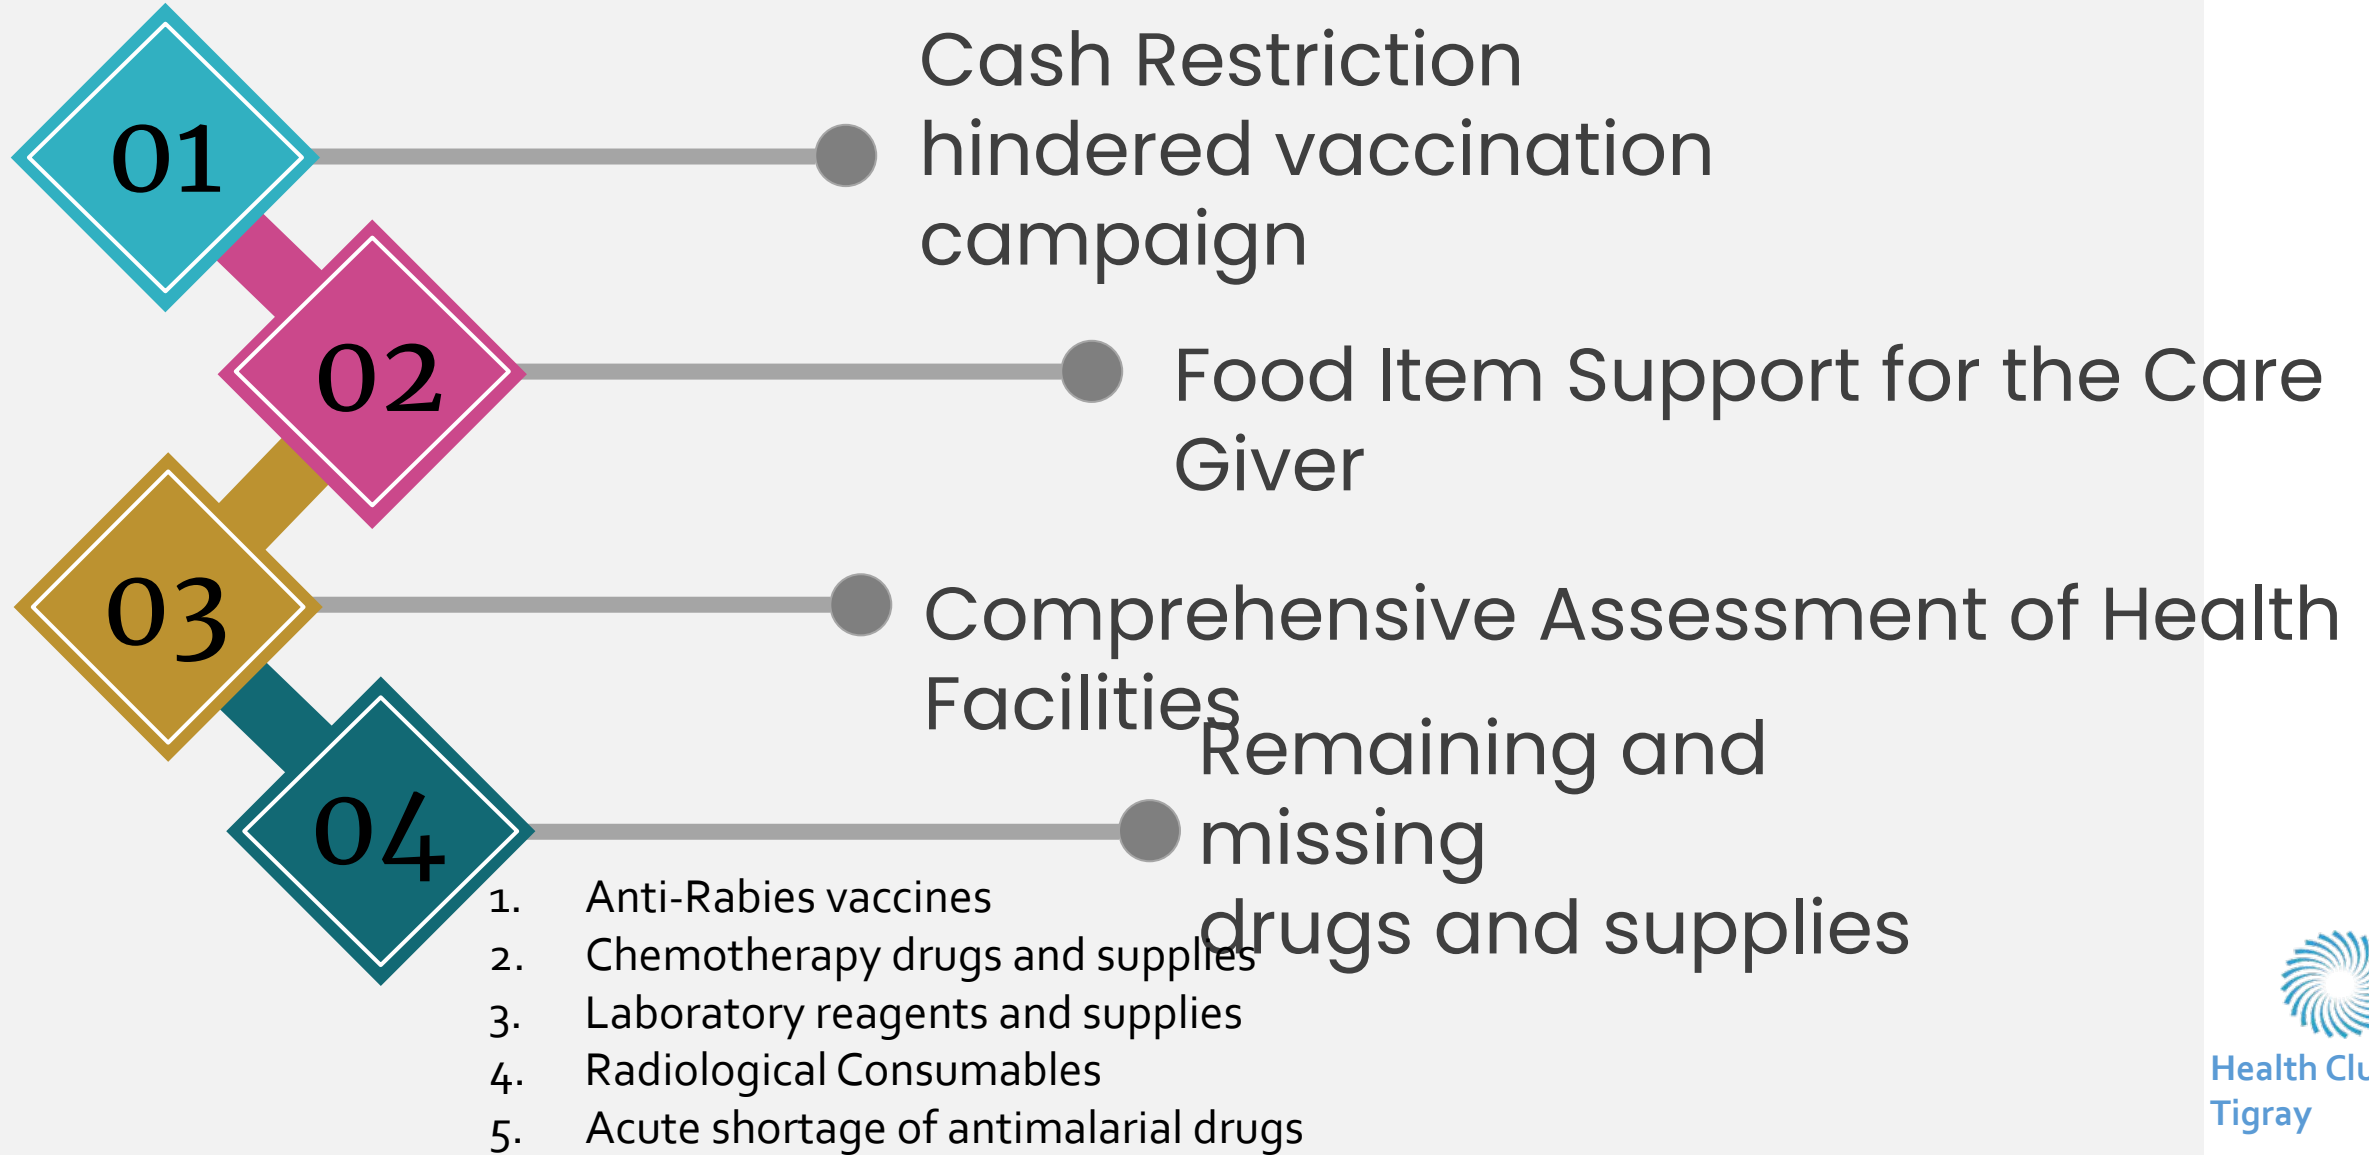 01
Cash Restriction
hindered vaccination
campaign
02
Food Item Support for the Care
Giver
03
Comprehensive Assessment of Health
Facilities
04
Remaining and
missing
drugs and supplies
1. Anti-Rabies vaccines
2. Chemotherapy drugs and supplies
3. Laboratory reagents and supplies
4. Radiological Consumables
5. Acute shortage of antimalarial drugs
Health
Tigray